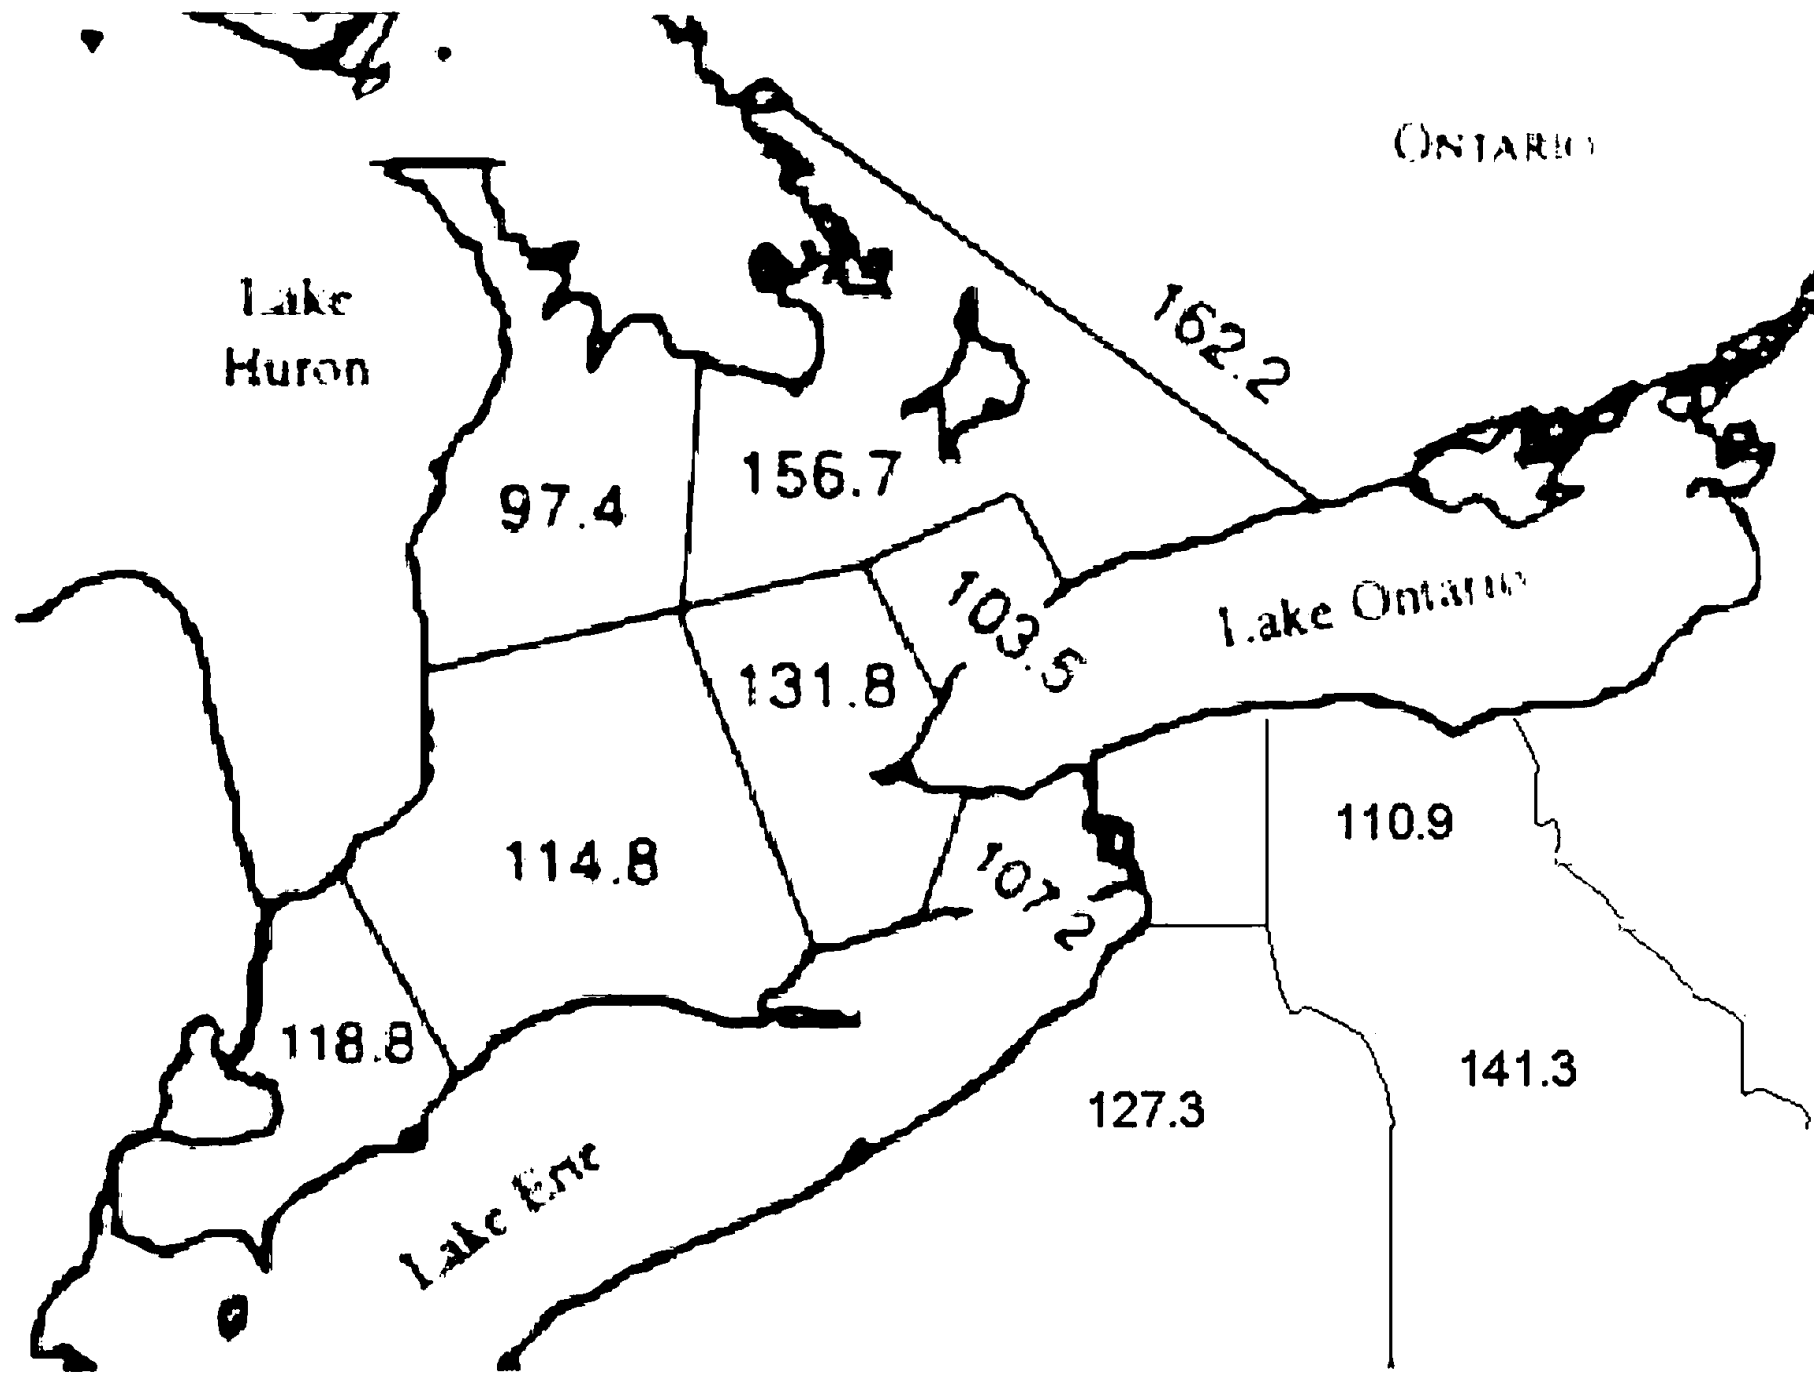 ONTARIO
Lake
Huron
162.2
156.7
97.4
103.5
Lake Ontario
131.8
110.9
114.8
107.2
118.8
141.3
127.3
Lake Erie